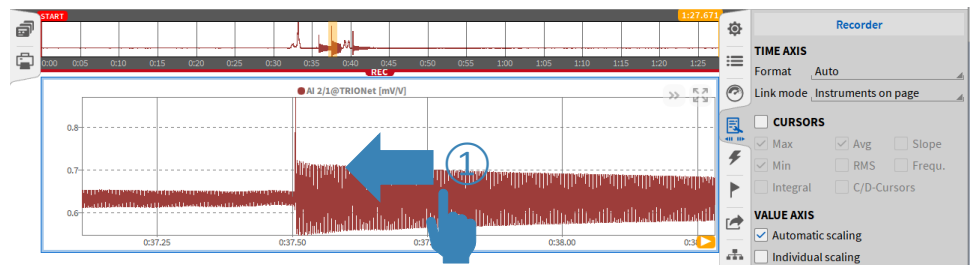 START
1:27.671
0:00 0:05 0:10 0:15 0:20 0:25 0:30 0:35 0:40 0:45 0:50 0:55 1:00 1:05 1:10 1:15 1:20 1:25
REC
AI 2/1@TRIONet [mV/V]
0.8
0.7
0.6
1
0:37.25 0:37.50 0:37. 0:38.00 0:38
Recorder
TIME AXIS
Format Auto
Link mode Instruments on page
CURSORS
Max Avg Slope
Min RMS Frequ.
Integral C/D-Cursors
VALUE AXIS
Automatic scaling
Individual scaling